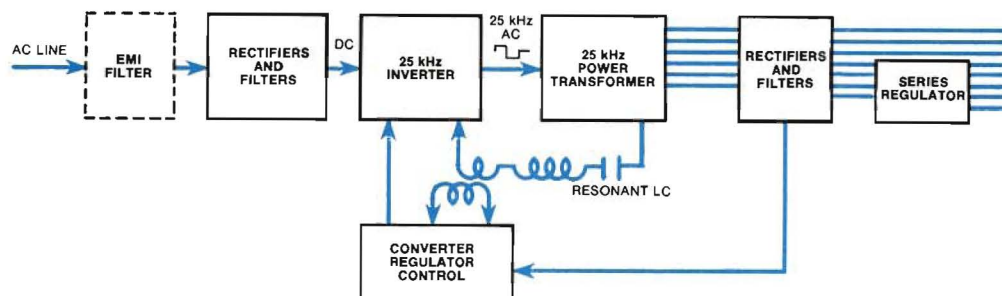 AC LINE
EMI
FILTER
RECTIFIERS
AND
FILTERS
DC
25 kHz
INVERTER
25 kHz
AC
25 kHz
POWER
TRANSFORMER
RECTIFIERS
AND
FILTERS
SERIES
REGULATOR
RESONANT LC
CONVERTER
REGULATOR
CONTROL